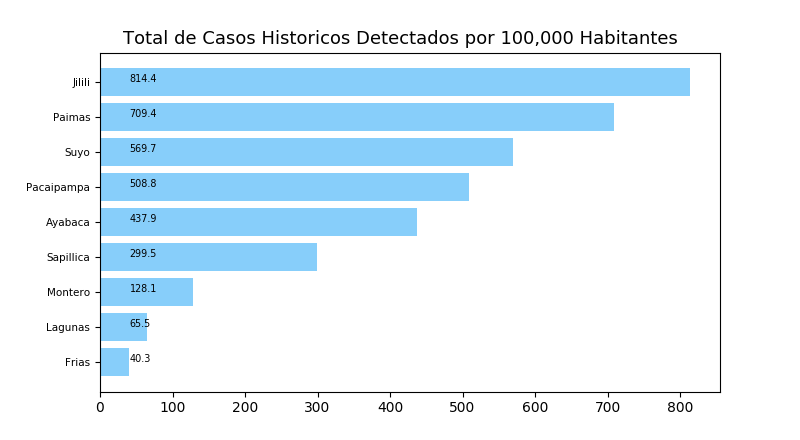 Total de Casos Historicos Detectados por 100,000 Habitantes
Jilili 814.4
Paimas 709.4
Suyo 569.7
Pacaipampa 508.8
Ayabaca 437.9
Sapillica 299.5
Montero 128.1
Lagunas 65.5
Frias 40.3
0 100 200 300 400 500 600 700 800